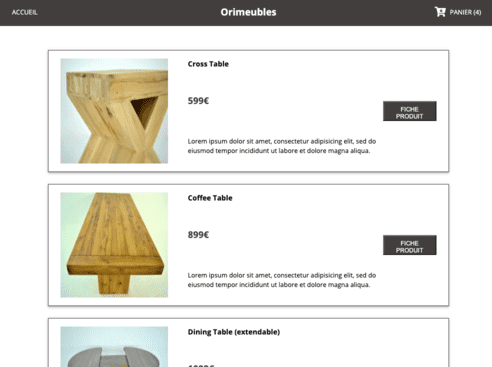 ACCUEIL
Orimeubles
PANIER (4)
Cross Table
599€
FICHE
PRODUIT
Lorem ipsum dolor sit amet, consectetur adipisicing elit, sed do
eiusmod tempor incididunt ut labore et dolore magna aliqua.
Coffee Table
899€
FICHE
PRODUIT
Lorem ipsum dolor sit amet, consectetur adipisicing elit, sed do
eiusmod tempor incididunt ut labore et dolore magna aliqua.
Dining Table (extendable)